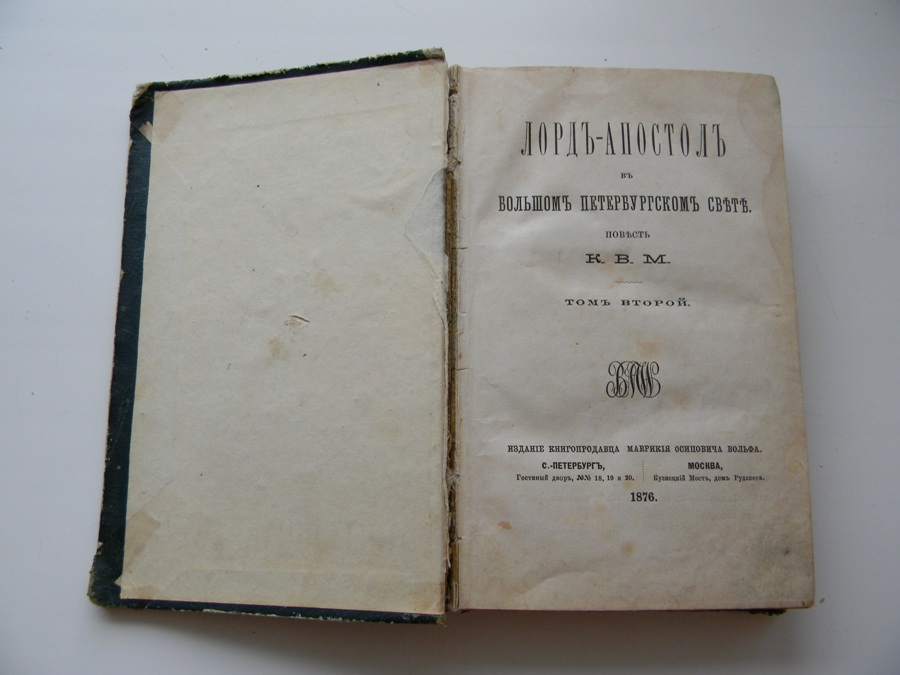 ЛОРДЪ-АПОСТОЛЪ
ВЪ
БОЛЬШОМЪ ПЕТЕРБУРГСКОМЪ СВѢТѢ.
ПОВѢСТЬ
К. В. М.
ТОМЪ ВТОРОЙ.
ИЗДАНІЕ КНИГОПРОДАВЦА МАВРИКІЯ ОСИПОВИЧА ВОЛЬФА.
С.-ПЕТЕРБУРГЪ,
Гостиный дворъ, №№ 18, 19 и 20.
МОСКВА,
Кузнецкій Мостъ, домъ Рудакова.
1876.